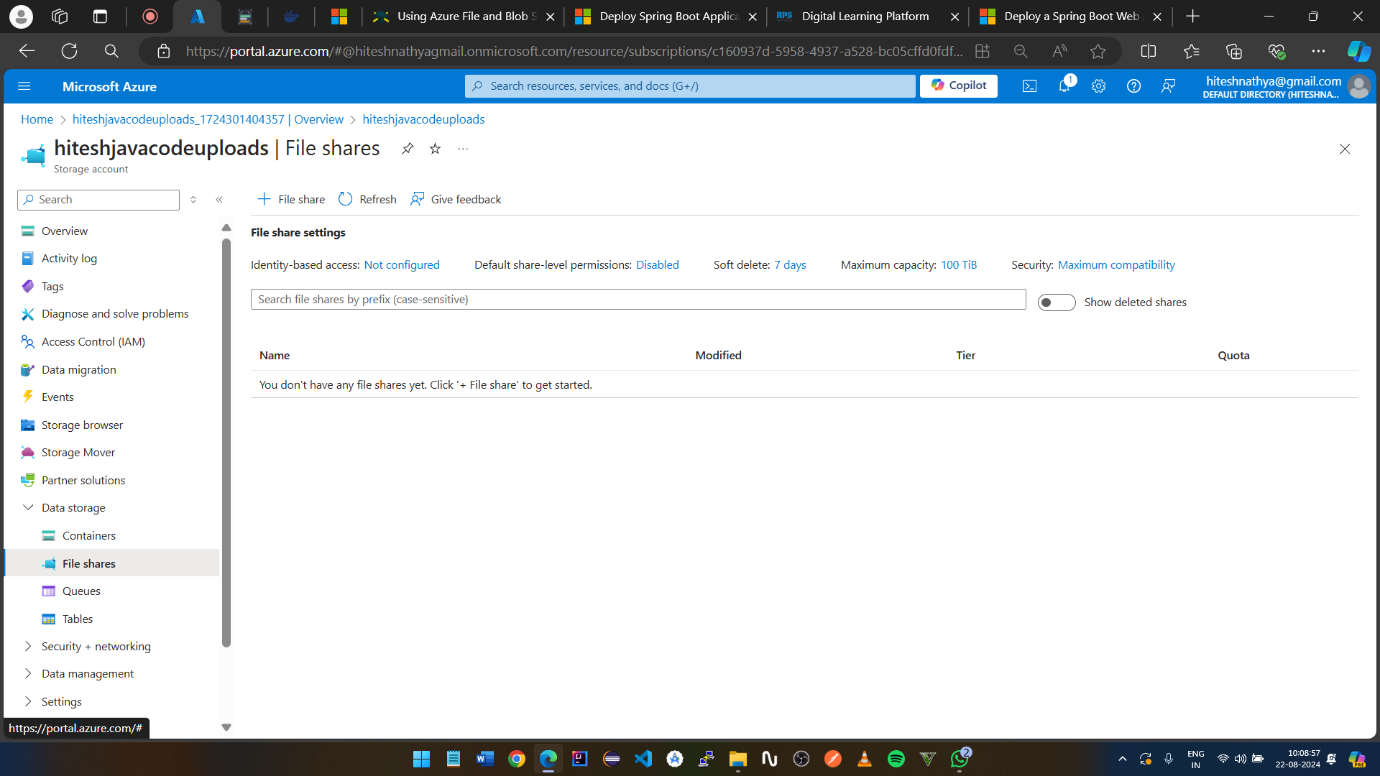 Using Azure File and Blob S
Deploy Spring Boot Applica
RPS Digital Learning Platform
Deploy a Spring Boot Web A
https://portal.azure.com/#@hiteshnathyagmail.onmicrosoft.com/resource/subscriptions/c160937d-5958-4937-a528-bc05cffd0fdf...
Microsoft Azure
Search resources, services, and docs (G+/)
Copilot
1
hiteshnathya@gmail.com
DEFAULT DIRECTORY (HITESHNA...
Home > hiteshjavacodeuploads_1724301404357 | Overview > hiteshjavacodeuploads
hiteshjavacodeuploads | File shares
Storage account
Search
File share
Refresh
Give feedback
File share settings
Identity-based access: Not configured
Default share-level permissions: Disabled
Soft delete: 7 days
Maximum capacity: 100 TiB
Security: Maximum compatibility
Search file shares by prefix (case-sensitive)
Show deleted shares
Name Modified Tier Quota
You don't have any file shares yet. Click '+ File share' to get started.
Overview
Activity log
Tags
Diagnose and solve problems
Access Control (IAM)
Data migration
Events
Storage browser
Storage Mover
Partner solutions
Data storage
Containers
File shares
Queues
Tables
Security + networking
Data management
Settings
https://portal.azure.com/#
2
ENG
IN
10:08:57
22-08-2024
PRE